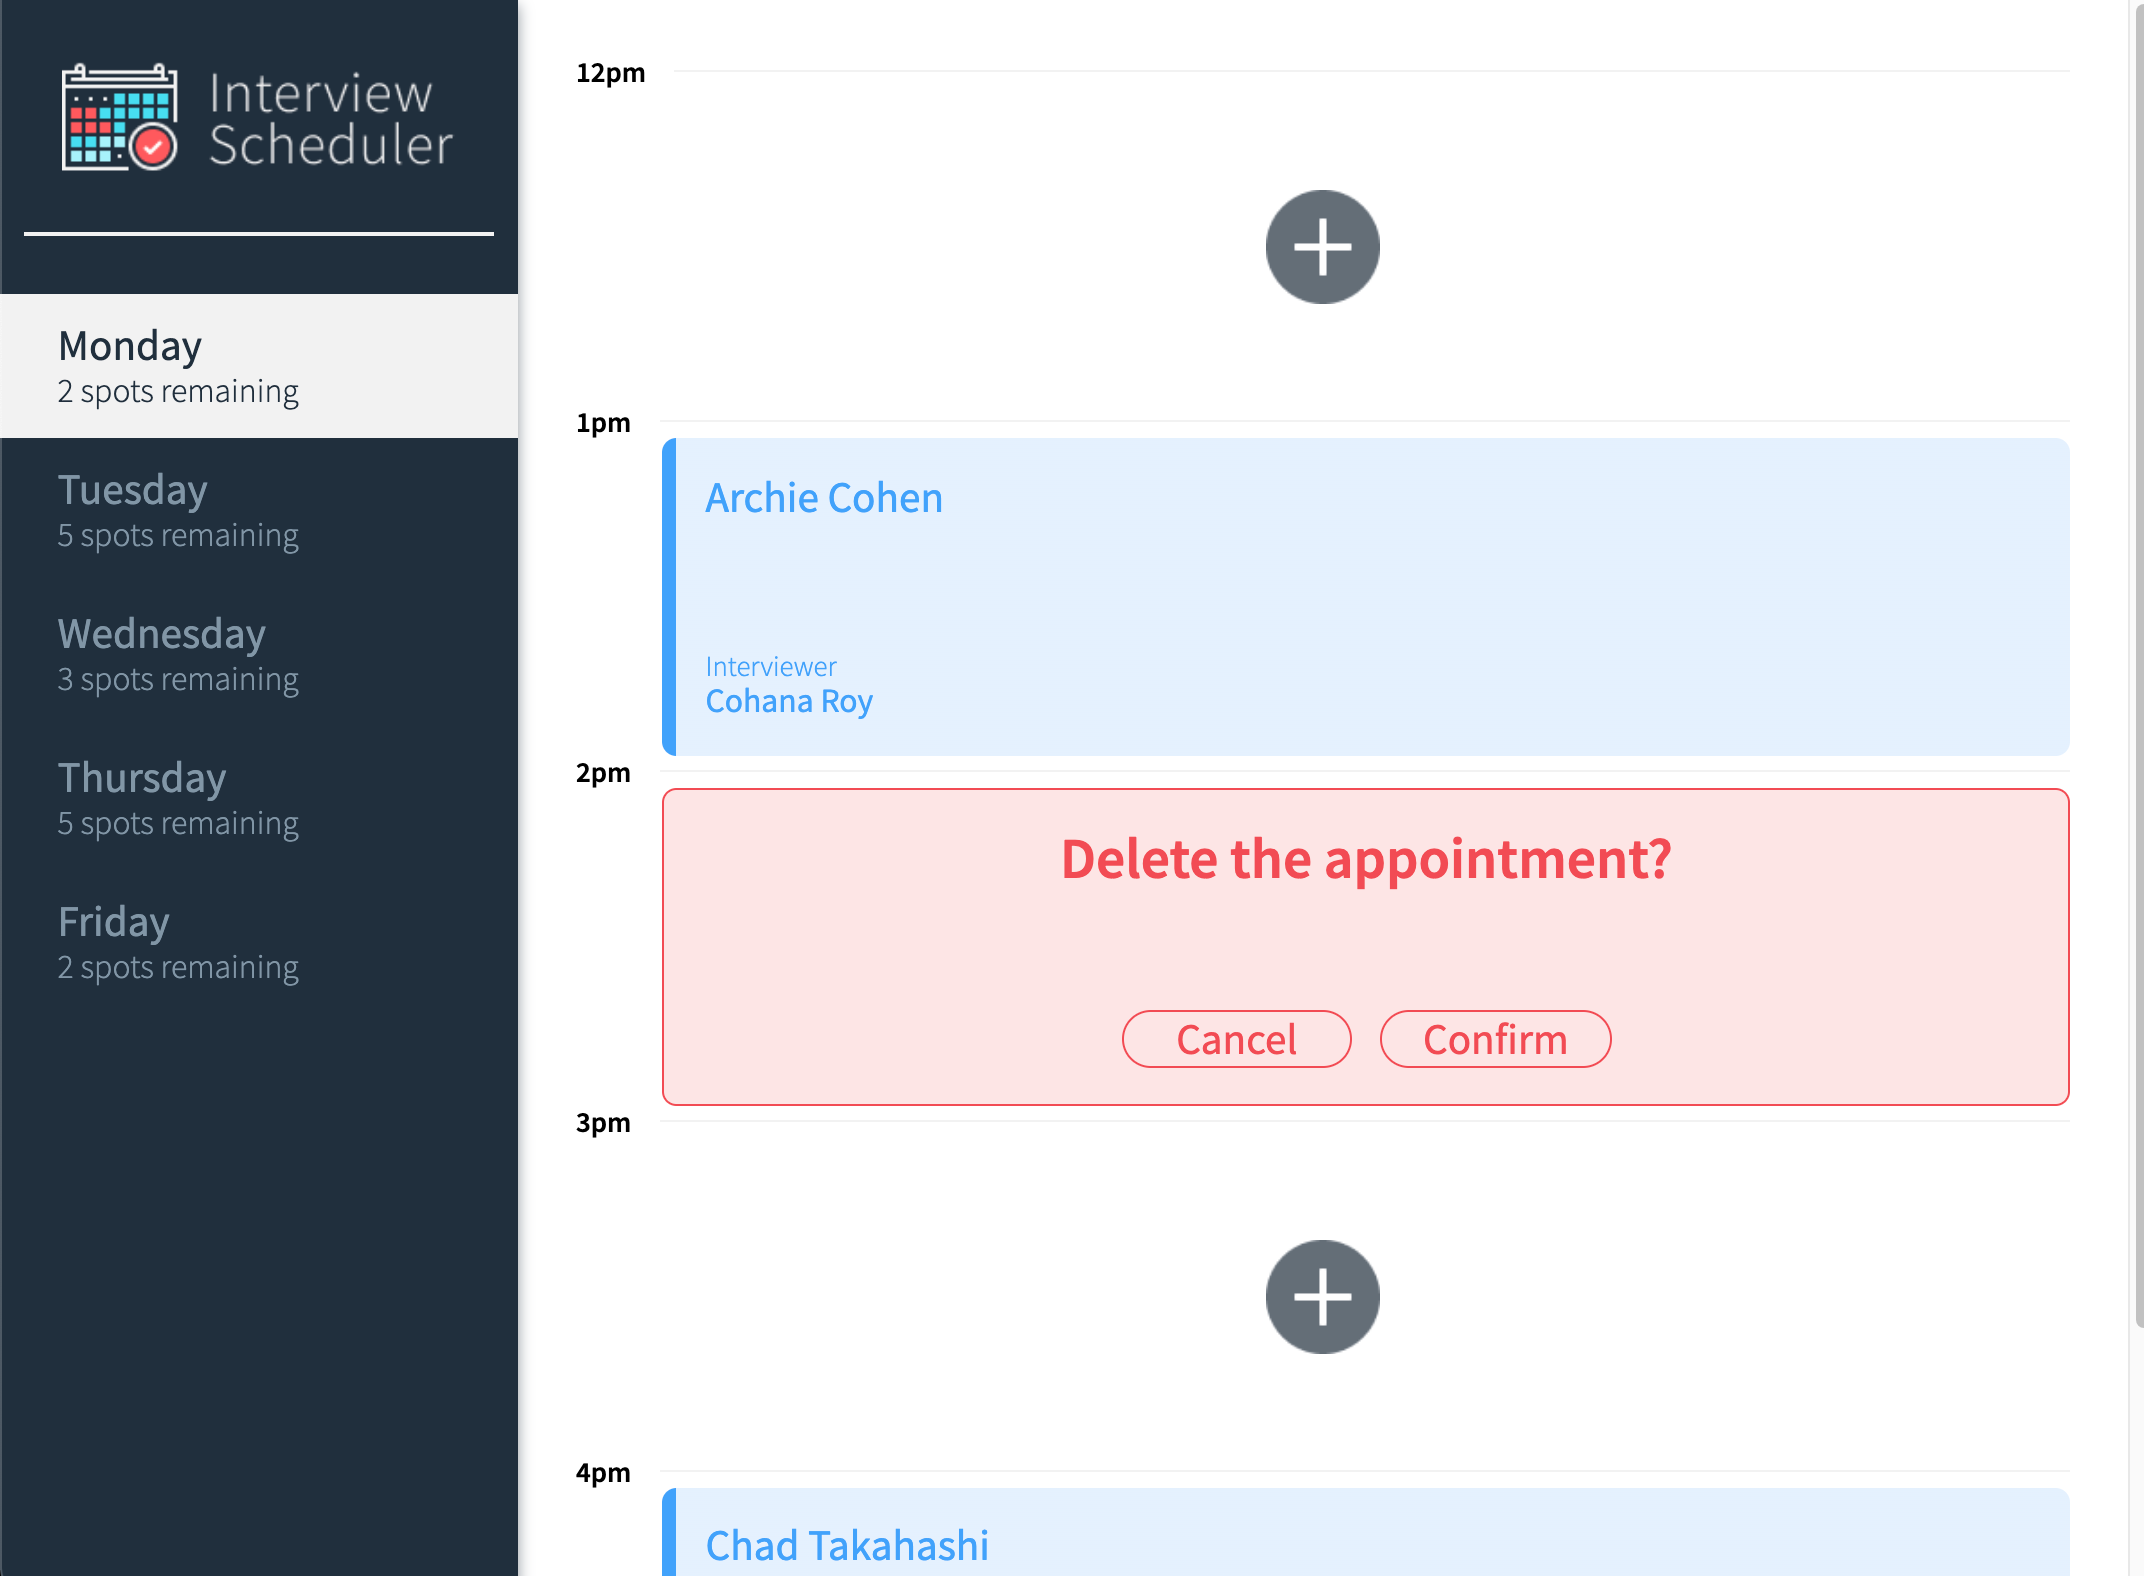 Interview
Scheduler
Monday
2 spots remaining
Tuesday
5 spots remaining
Wednesday
3 spots remaining
Thursday
5 spots remaining
Friday
2 spots remaining
12pm
1pm
Archie Cohen
Interviewer
Cohana Roy
2pm
Delete the appointment?
Cancel Confirm
3pm
4pm
Chad Takahashi